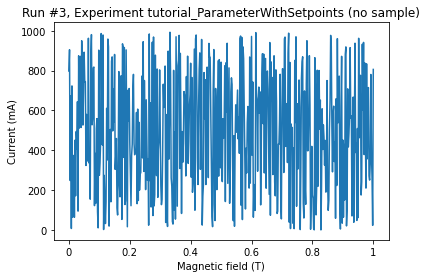 Run #3, Experiment tutorial_ParameterWithSetpoints (no sample)
1000
800
600
400
200
0
Current (mA)
0 0.2 0.4 0.6 0.8 1
Magnetic field (T)